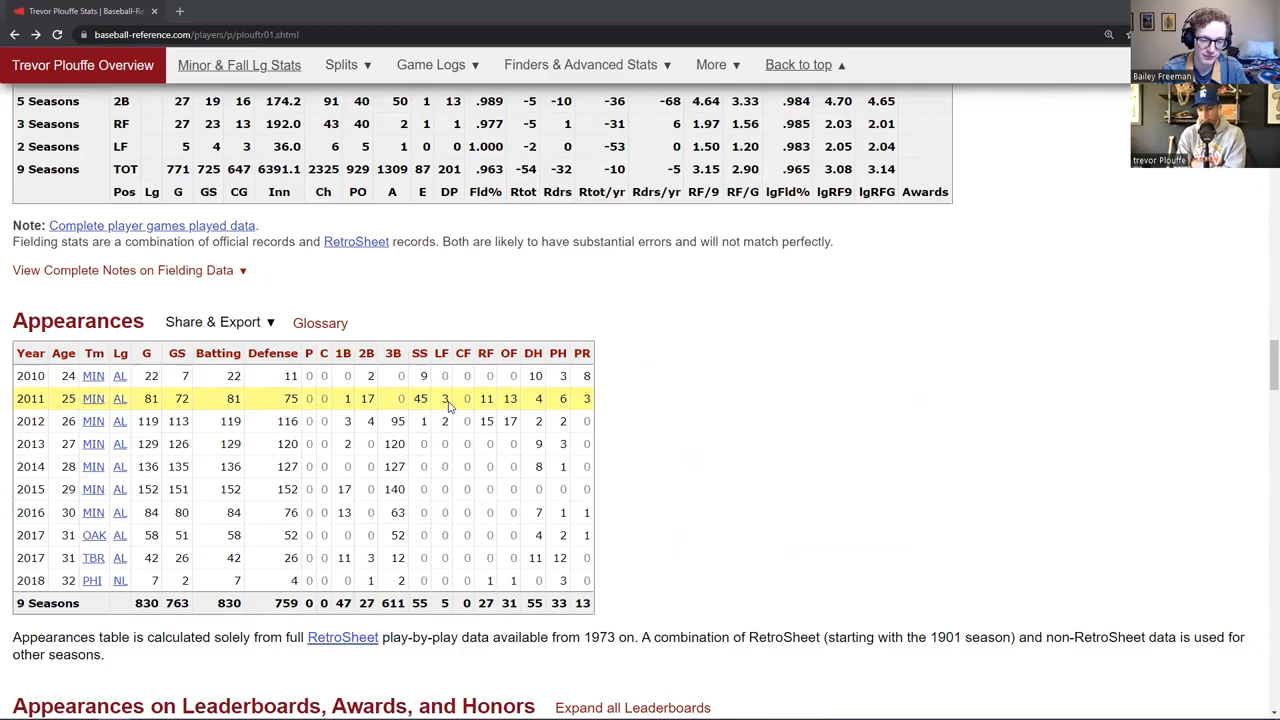 Trevor Plouffe Stats | Baseball-Re
baseball-reference.com/players/p/plouftr01.shtml
Trevor Plouffe Overview Minor & Fall Lg Stats Splits ▼ Game Logs ▼ Finders & Advanced Stats ▼ More ▼ Back to top ▲
Bailey Freeman
trevor Plouffe
5 Seasons 2B 27 19 16 174.2 91 40 50 1 13 .989 -5 -10 -36 -68 4.64 3.33 .984 4.70 4.65
3 Seasons RF 27 23 13 192.0 43 40 2 1 1 .977 -5 1 -31 6 1.97 1.56 .985 2.03 2.01
2 Seasons LF 5 4 3 36.0 6 5 1 0 0 1.000 -2 0 -53 0 1.50 1.20 .983 2.05 2.04
9 Seasons TOT 771 725 647 6391.1 2325 929 1309 87 201 .963 -54 -32 -10 -5 3.15 2.90 .965 3.08 3.14
Pos Lg G GS CG Inn Ch PO A E DP Fld% Rtot Rdrs Rtot/yr Rdrs/yr RF/9 RF/G lgFld% lgRF9 lgRFG Awards
Note: Complete player games played data.
Fielding stats are a combination of official records and RetroSheet records. Both are likely to have substantial errors and will not match perfectly.
View Complete Notes on Fielding Data ▼
Appearances Share & Export ▼ Glossary
Year Age Tm Lg G GS Batting Defense P C 1B 2B 3B SS LF CF RF OF DH PH PR
2010 24 MIN AL 22 7 22 11 0 0 0 2 0 9 0 0 0 0 10 3 8
2011 25 MIN AL 81 72 81 75 0 0 1 17 0 45 3 0 11 13 4 6 3
2012 26 MIN AL 119 113 119 116 0 0 3 4 95 1 2 0 15 17 2 2 0
2013 27 MIN AL 129 126 129 120 0 0 2 0 120 0 0 0 0 0 9 3 0
2014 28 MIN AL 136 135 136 127 0 0 0 0 127 0 0 0 0 0 8 1 0
2015 29 MIN AL 152 151 152 152 0 0 17 0 140 0 0 0 0 0 0 0 0
2016 30 MIN AL 84 80 84 76 0 0 13 0 63 0 0 0 0 0 7 1 1
2017 31 OAK AL 58 51 58 52 0 0 0 0 52 0 0 0 0 0 4 2 1
2017 31 TBR AL 42 26 42 26 0 0 11 3 12 0 0 0 0 0 11 12 0
2018 32 PHI NL 7 2 7 4 0 0 0 1 2 0 0 0 1 1 0 3 0
9 Seasons 830 763 830 759 0 0 47 27 611 55 5 0 27 31 55 33 13
Appearances table is calculated solely from full RetroSheet play-by-play data available from 1973 on. A combination of RetroSheet (starting with the 1901 season) and non-RetroSheet data is used for
other seasons.
Appearances on Leaderboards, Awards, and Honors Expand all Leaderboards